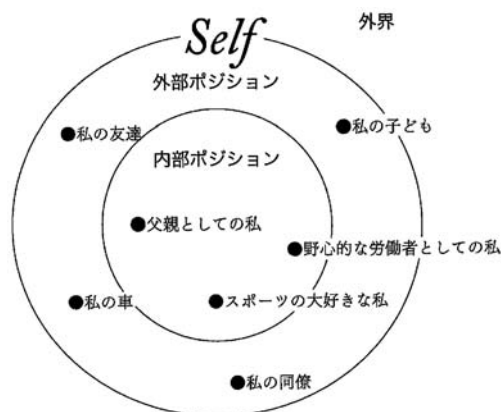 外界
Self
外部ポジション
私の友達
私の子ども
内部ポジション
父親としての私
野心的な労働者としての私
私の車
スポーツの大好きな私
私の同僚